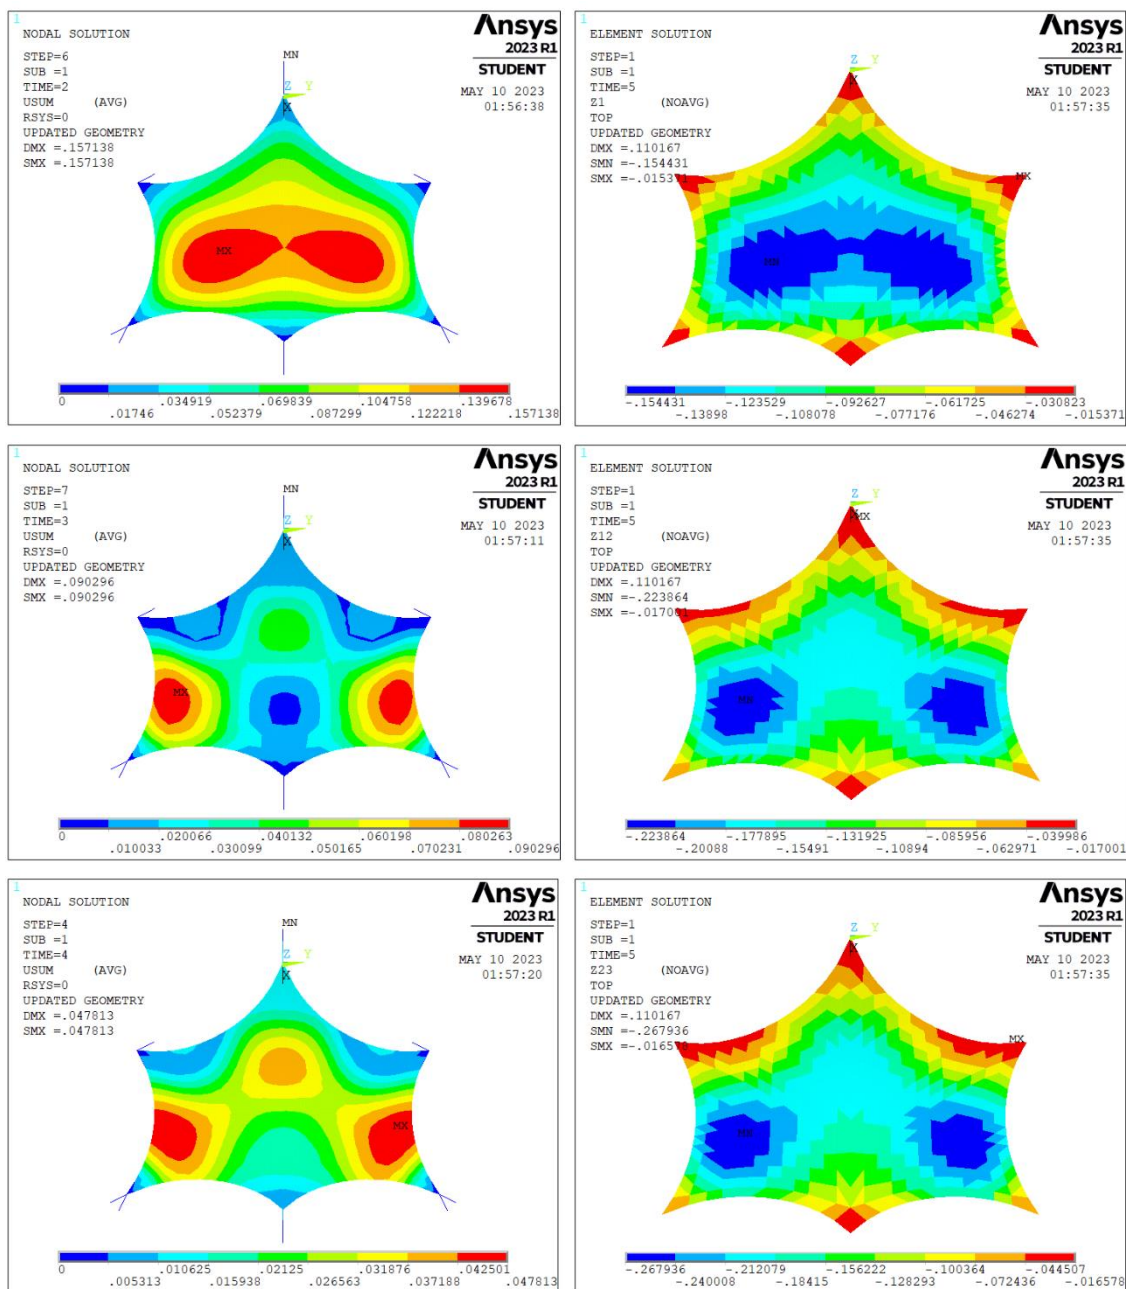 1
NODAL SOLUTION
STEP=6
SUB =1
TIME=2
USUM (AVG)
RSYS=0
UPDATED GEOMETRY
DMX =.157138
SMX =.157138
MN
Z Y
X
MX
Ansys
2023 R1
STUDENT
MAY 10 2023
01:56:38
0 .034919 .069839 .104758 .139678
.01746 .052379 .087299 .122218 .157138
1
ELEMENT SOLUTION
STEP=1
SUB =1
TIME=5
Z1 (NOAVG)
TOP
UPDATED GEOMETRY
DMX =.110167
SMN =-.154431
SMX =-.015371
Z Y
X
MX
MN
Ansys
2023 R1
STUDENT
MAY 10 2023
01:57:35
-.154431 -.123529 -.092627 -.061725 -.030823
-.13898 -.108078 -.077176 -.046274 -.015371
1
NODAL SOLUTION
STEP=7
SUB =1
TIME=3
USUM (AVG)
RSYS=0
UPDATED GEOMETRY
DMX =.090296
SMX =.090296
MN
Z Y
X
MX
Ansys
2023 R1
STUDENT
MAY 10 2023
01:57:11
0 .020066 .040132 .060198 .080263
.010033 .030099 .050165 .070231 .090296
1
ELEMENT SOLUTION
STEP=1
SUB =1
TIME=5
Z12 (NOAVG)
TOP
UPDATED GEOMETRY
DMX =.110167
SMN =-.223864
SMX =-.017001
Z Y
X
MX
MN
Ansys
2023 R1
STUDENT
MAY 10 2023
01:57:35
-.223864 -.177895 -.131925 -.085956 -.039986
-.20088 -.15491 -.10894 -.062971 -.017001
1
NODAL SOLUTION
STEP=4
SUB =1
TIME=4
USUM (AVG)
RSYS=0
UPDATED GEOMETRY
DMX =.047813
SMX =.047813
MN
Z Y
X
MX
Ansys
2023 R1
STUDENT
MAY 10 2023
01:57:20
0 .010625 .02125 .031876 .042501
.005313 .015938 .026563 .037188 .047813
1
ELEMENT SOLUTION
STEP=1
SUB =1
TIME=5
Z23 (NOAVG)
TOP
UPDATED GEOMETRY
DMX =.110167
SMN =-.267936
SMX =-.016578
Z Y
X
MX
MN
Ansys
2023 R1
STUDENT
MAY 10 2023
01:57:35
-.267936 -.212079 -.156222 -.100364 -.044507
-.240008 -.18415 -.128293 -.072436 -.016578